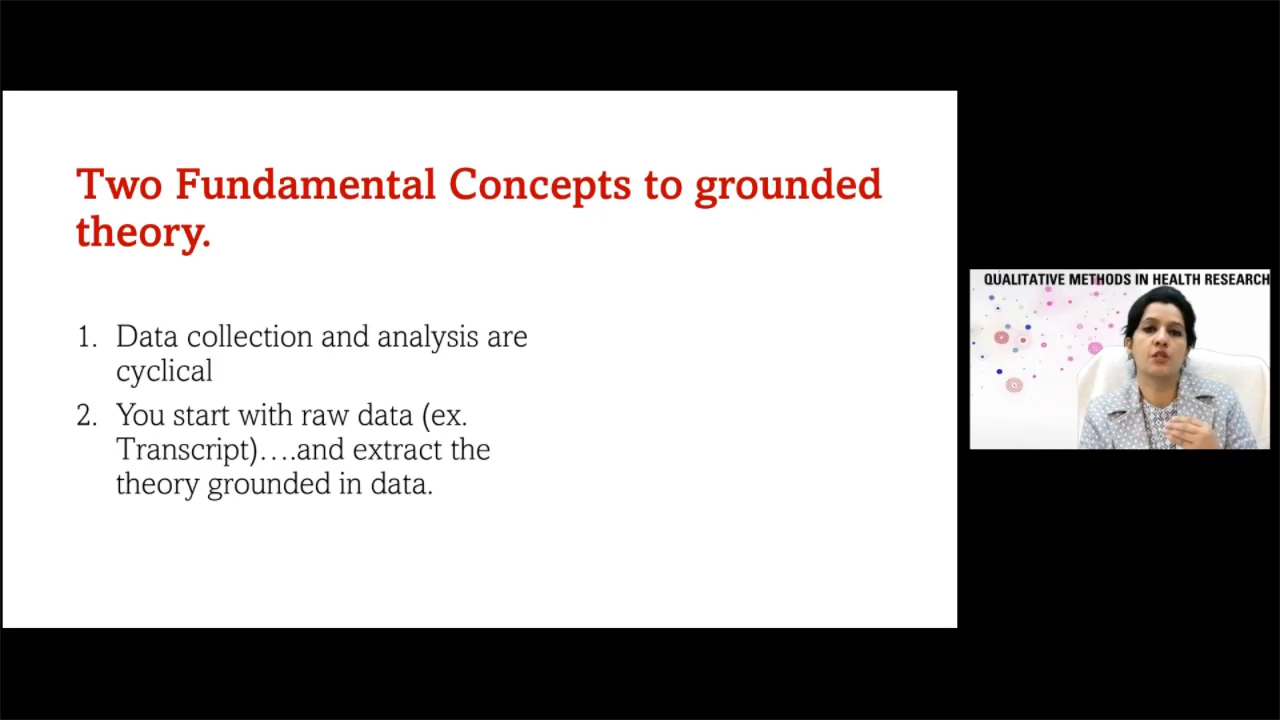 Two Fundamental Concepts to grounded
theory.
1. Data collection and analysis are
cyclical
2. You start with raw data (ex.
Transcript)….and extract the
theory grounded in data.
QUALITATIVE METHODS IN HEALTH RESEARCH